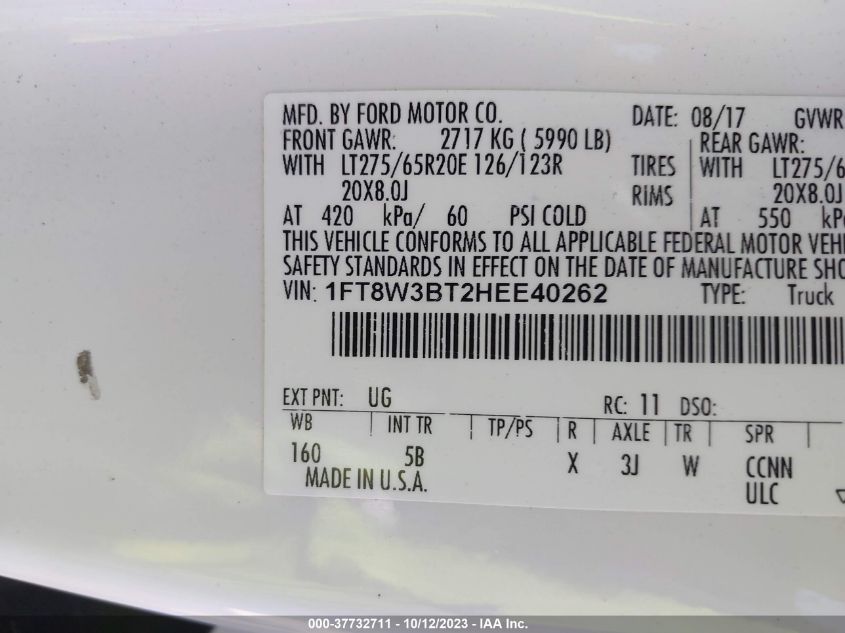 MFD. BY FORD MOTOR CO. DATE: 08/17 GVWR
FRONT GAWR: 2717 KG ( 5990 LB) REAR GAWR:
WITH LT275/65R20E 126/123R TIRES WITH LT275/6
20X8.0J RIMS 20X8.0J
AT 420 kPa/ 60 PSI COLD AT 550 kP
THIS VEHICLE CONFORMS TO ALL APPLICABLE FEDERAL MOTOR VEHI
SAFETY STANDARDS IN EFFECT ON THE DATE OF MANUFACTURE SHO
VIN: 1FT8W3BT2HEE40262 TYPE: Truck
EXT PNT: UG RC: 11 DSO:
WB INT TR TP/PS R AXLE TR SPR
160 5B X 3J W CCNN
MADE IN U.S.A. ULC
000-37732711 - 10/12/2023 - IAA Inc.